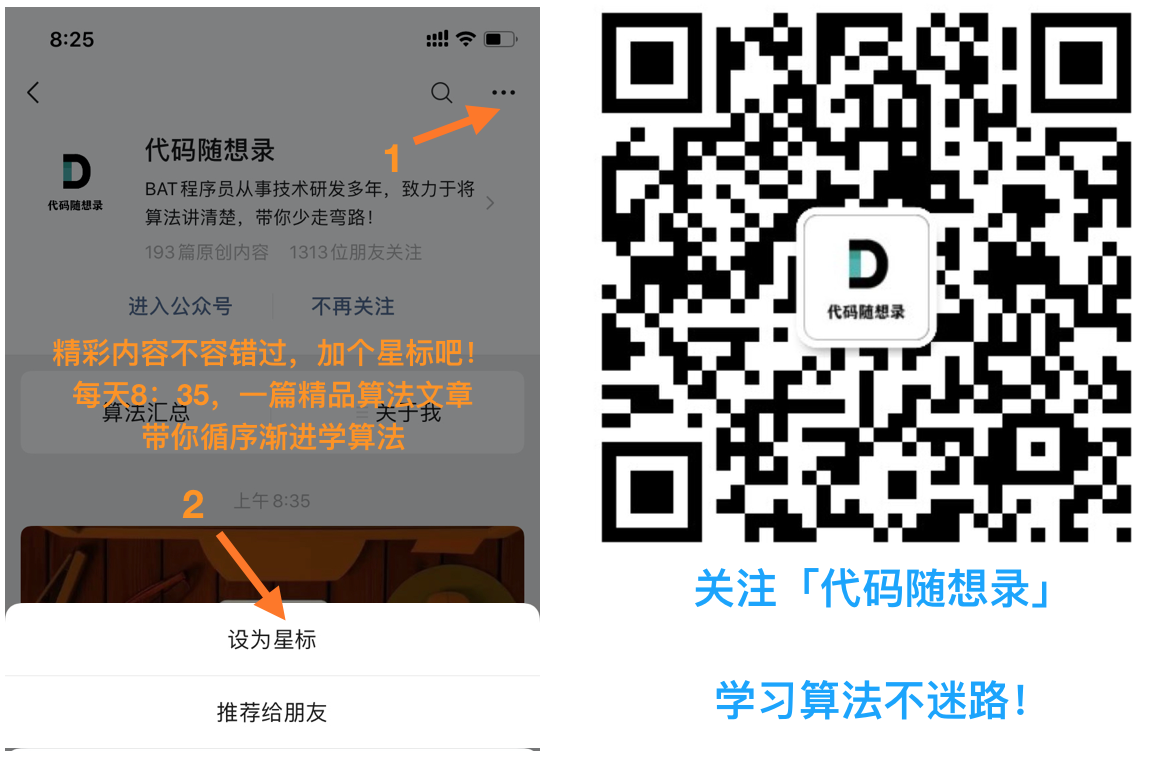 8:25
1
代码随想录
BAT程序员从事技术研发多年，致力于将
算法讲清楚，带你少走弯路！
代码随想录
193篇原创内容 1313位朋友关注
进入公众号 不再关注
精彩内容不容错过，加个星标吧！
每天8：35，一篇精品算法文章
算法汇总 关于我
带你循序渐进学算法
2
上午8:35
设为星标
推荐给朋友
代码随想录
关注「代码随想录」
学习算法不迷路！